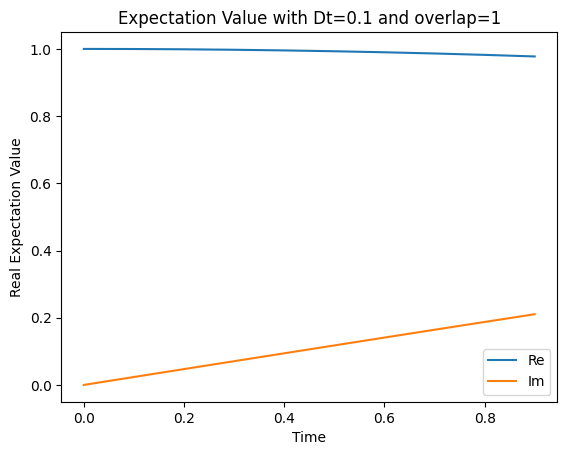 Expectation Value with Dt=0.1 and overlap=1
Real Expectation Value
1.0
0.8
0.6
0.4
0.2
0.0
Re
Im
0.0 0.2 0.4 0.6 0.8
Time